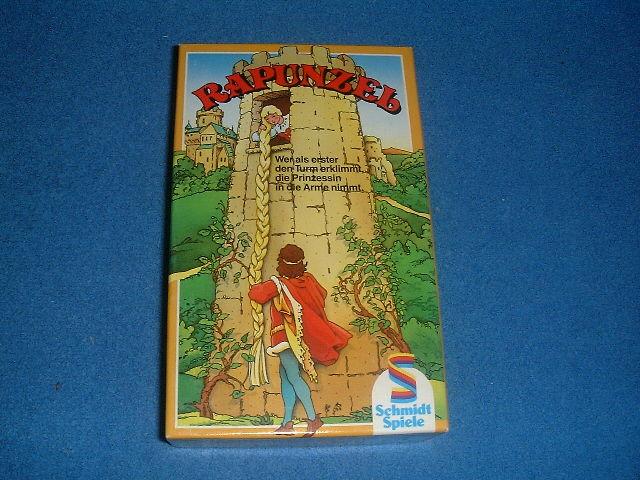 RAPUNZEL
Wer als erster
den Turm erklimmt,
die Prinzessin
in die Arme nimmt.
Schmidt
Spiele